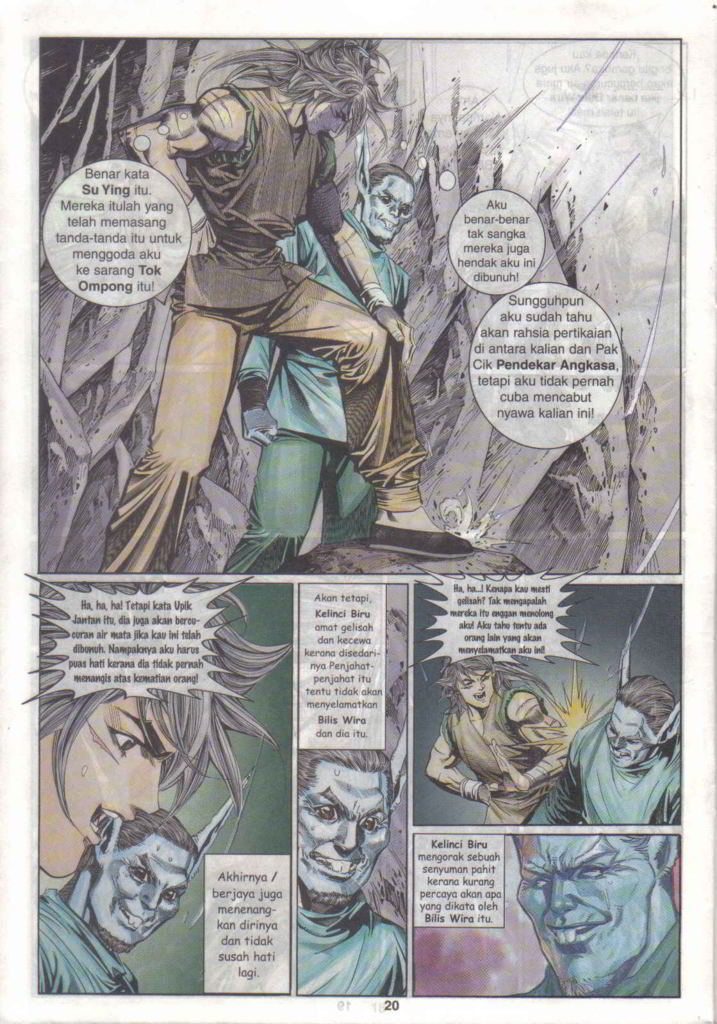 Benar kata
Su Ying itu.
Mereka itulah yang
telah memasang
tanda-tanda itu untuk
menggoda aku
ke sarang Tok
Ompong itu!
Aku
benar-benar
tak sangka
mereka juga
hendak aku ini
dibunuh!
Sungguhpun
aku sudah tahu
akan rahsia pertikaian
di antara kalian dan Pak
Cik Pendekar Angkasa,
tetapi aku tidak pernah
cuba mencabut
nyawa kalian ini!
Ha, ha, ha! Tetapi kata Upik
Jantan itu, dia juga akan bercu-
curan air mata jika kau ini telah
dibunuh. Nampaknya aku harus
puas hati kerana dia tidak pernah
menangis atas kematian orang!
Akhirnya /
berjaya juga
menenang-
kan dirinya
dan tidak
susah hati
lagi.
Akan tetapi,
Kelinci Biru
amat gelisah
dan kecewa
kerana disedari-
nya Penjahat-
penjahat itu
tentu tidak akan
menyelamatkan
Bilis Wira
dan dia itu.
Ha, ha...! Kenapa kau mesti
gelisah? Tak mengapalah
mereka itu enggan menolong
aku! Aku tahu tentu ada
orang lain yang akan
menyelamatkan aku ini!
Kelinci Biru
mengorak sebuah
senyuman pahit
kerana kurang
percaya akan apa
yang dikata oleh
Bilis Wira itu.
20